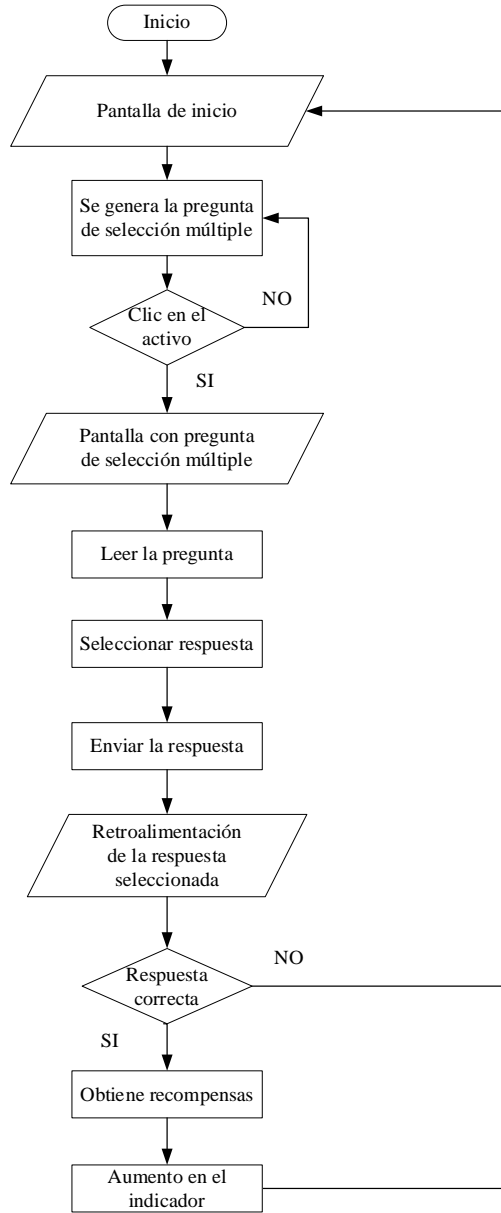 Inicio
Pantalla de inicio
Se genera la pregunta
de selección múltiple
NO
Clic en el
activo
SI
Pantalla con pregunta
de selección múltiple
Leer la pregunta
Seleccionar respuesta
Enviar la respuesta
Retroalimentación
de la respuesta
seleccionada
NO
Respuesta
correcta
SI
Obtiene recompensas
Aumento en el
indicador